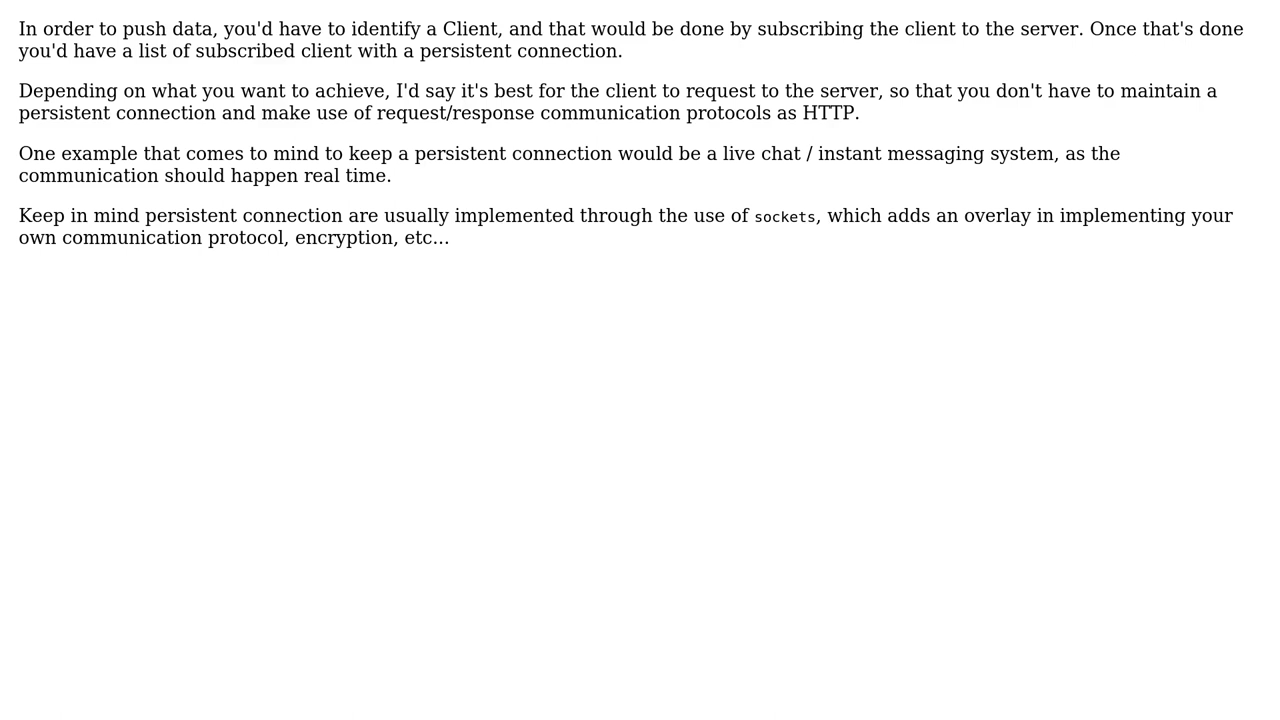 In order to push data, you'd have to identify a Client, and that would be done by subscribing the client to the server. Once that's done
you'd have a list of subscribed client with a persistent connection.
Depending on what you want to achieve, I'd say it's best for the client to request to the server, so that you don't have to maintain a
persistent connection and make use of request/response communication protocols as HTTP.
One example that comes to mind to keep a persistent connection would be a live chat / instant messaging system, as the
communication should happen real time.
Keep in mind persistent connection are usually implemented through the use of sockets, which adds an overlay in implementing your
own communication protocol, encryption, etc...